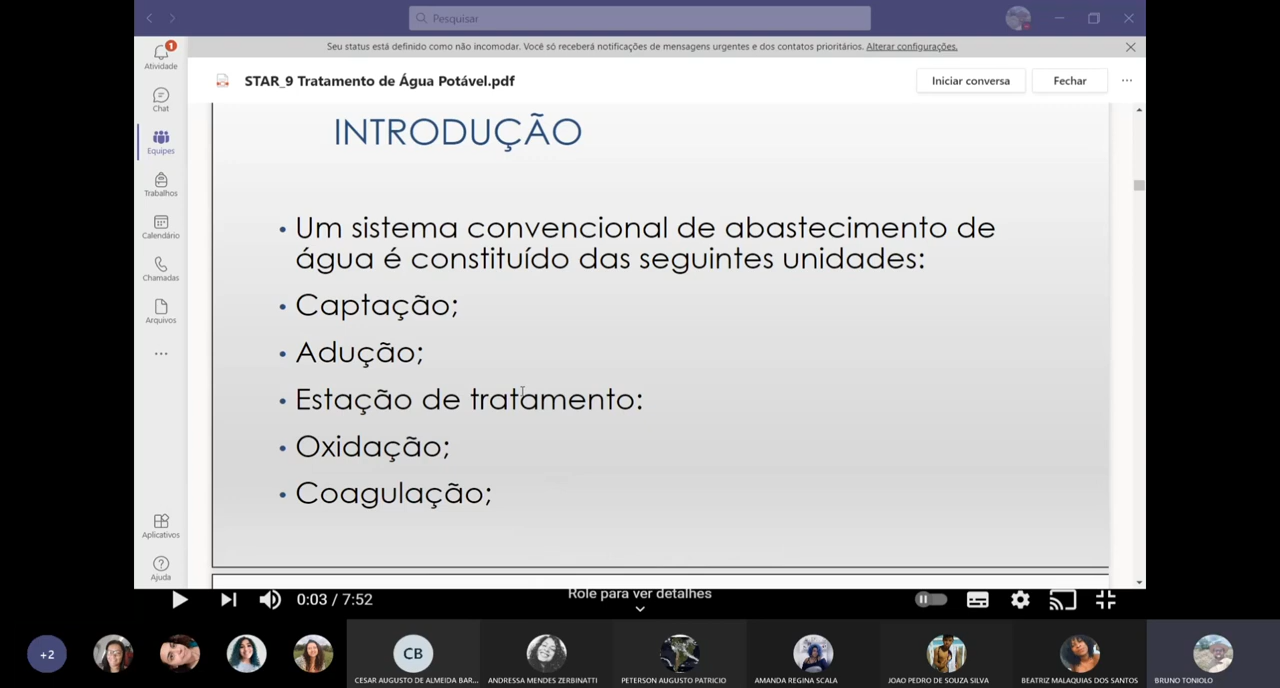 Pesquisar
Seu status está definido como não incomodar. Você só receberá notificações de mensagens urgentes e dos contatos prioritários. Alterar configurações.
1
Atividade
Chat
Equipes
Trabalhos
Calendário
Chamadas
Arquivos
...
Aplicativos
Ajuda
STAR_9 Tratamento de Água Potável.pdf
Iniciar conversa
Fechar
...
INTRODUÇÃO
• Um sistema convencional de abastecimento de
água é constituído das seguintes unidades:
• Captação;
• Adução;
• Estação de tratamento:
• Oxidação;
• Coagulação;
0:03 / 7:52
Role para ver detalhes
+2
CB
CESAR AUGUSTO DE ALMEIDA BAR...
ANDRESSA MENDES ZERBINATTI
PETERSON AUGUSTO PATRICIO
AMANDA REGINA SCALA
JOAO PEDRO DE SOUZA SILVA
BEATRIZ MALAQUIAS DOS SANTOS
BRUNO TONIOLO